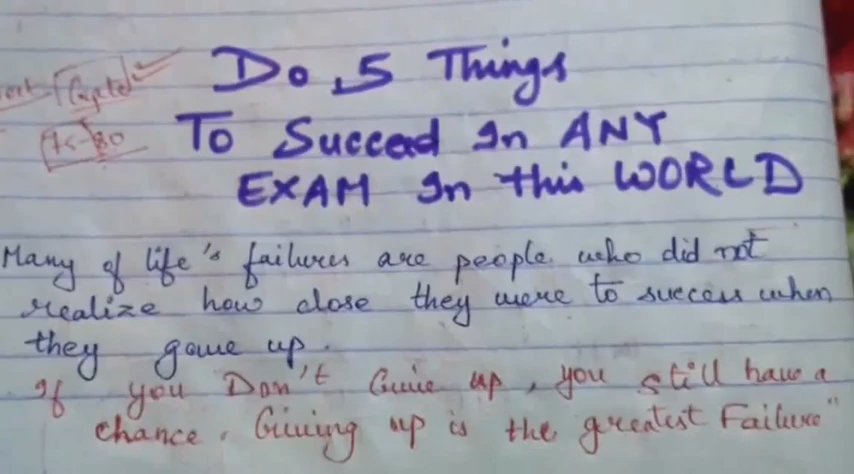 Do 5 Things
To Succeed In ANY
EXAM In this WORLD
Many of life's failures are people who did not
realize how close they were to success when
they gave up.
If you Don't Give up, you still have a
chance. Giving up is the greatest Failure"